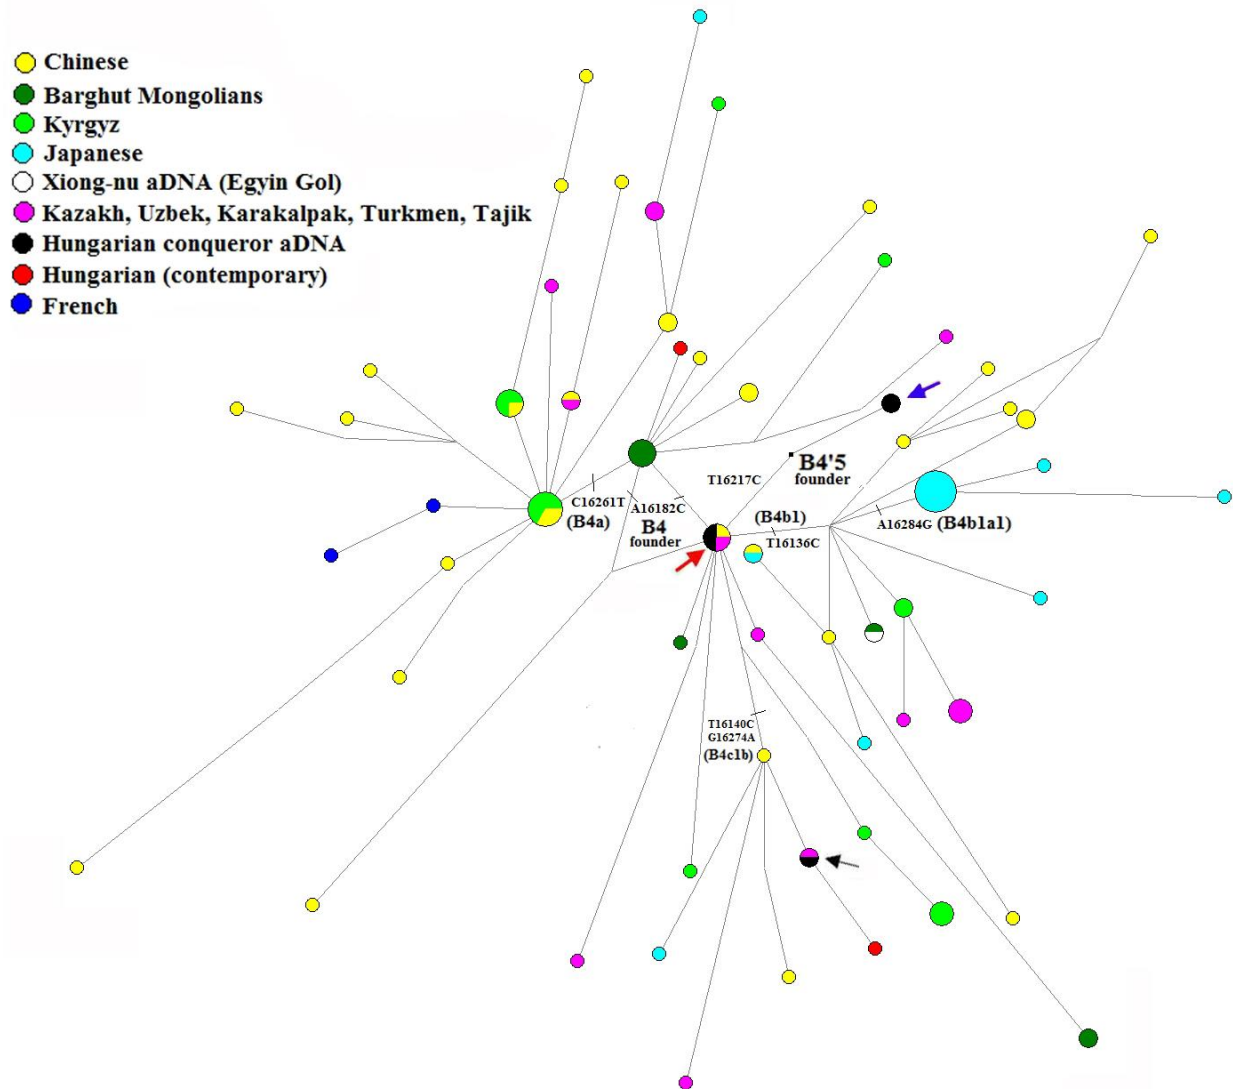 Chinese
Barghut Mongolians
Kyrgyz
Japanese
Xiong-nu aDNA (Egyin Gol)
Kazakh, Uzbek, Karakalpak, Turkmen, Tajik
Hungarian conqueror aDNA
Hungarian (contemporary)
French
B4'5
founder
T16217C
C16261T
(B4a)
A16182C
B4
founder
(B4b1)
T16136C
A16284G (B4b1a1)
T16140C
G16274A
(B4c1b)